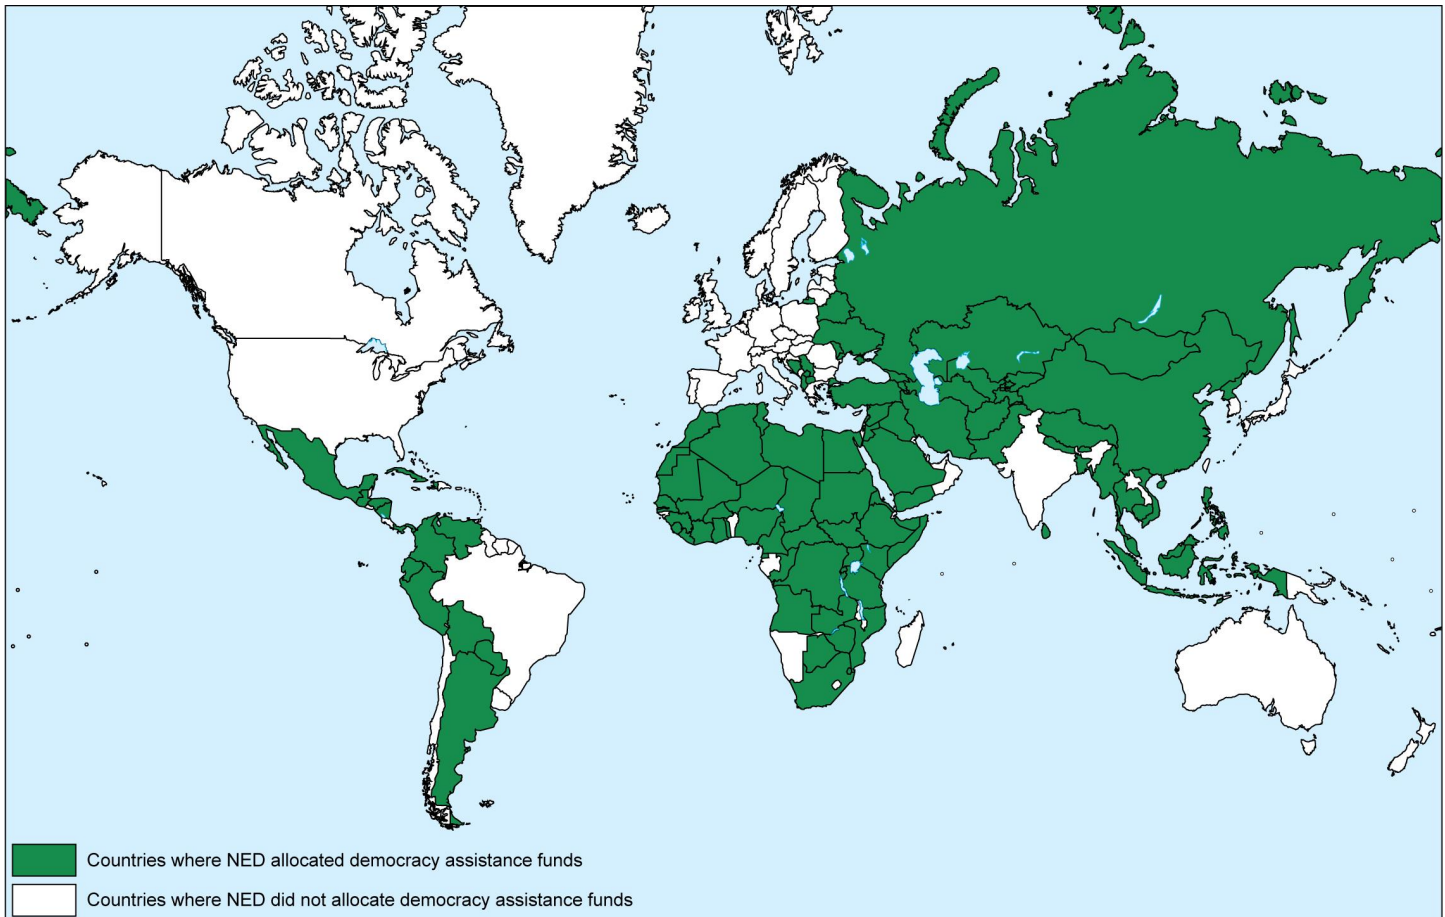 Countries where NED allocated democracy assistance funds
Countries where NED did not allocate democracy assistance funds